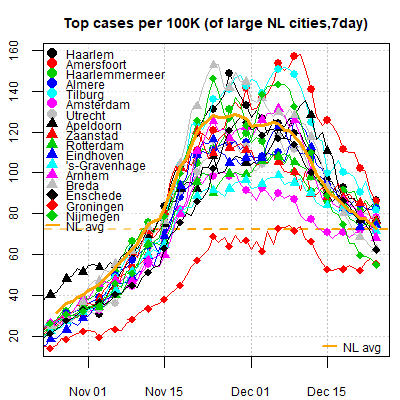 Top cases per 100K (of large NL cities,7day)
160
140
120
100
80
60
40
20
Haarlem
Amersfoort
Haarlemmermeer
Almere
Tilburg
Amsterdam
Utrecht
Apeldoorn
Zaanstad
Rotterdam
Eindhoven
's-Gravenhage
Arnhem
Breda
Enschede
Groningen
Nijmegen
NL avg
NL avg
Nov 01
Nov 15
Dec 01
Dec 15